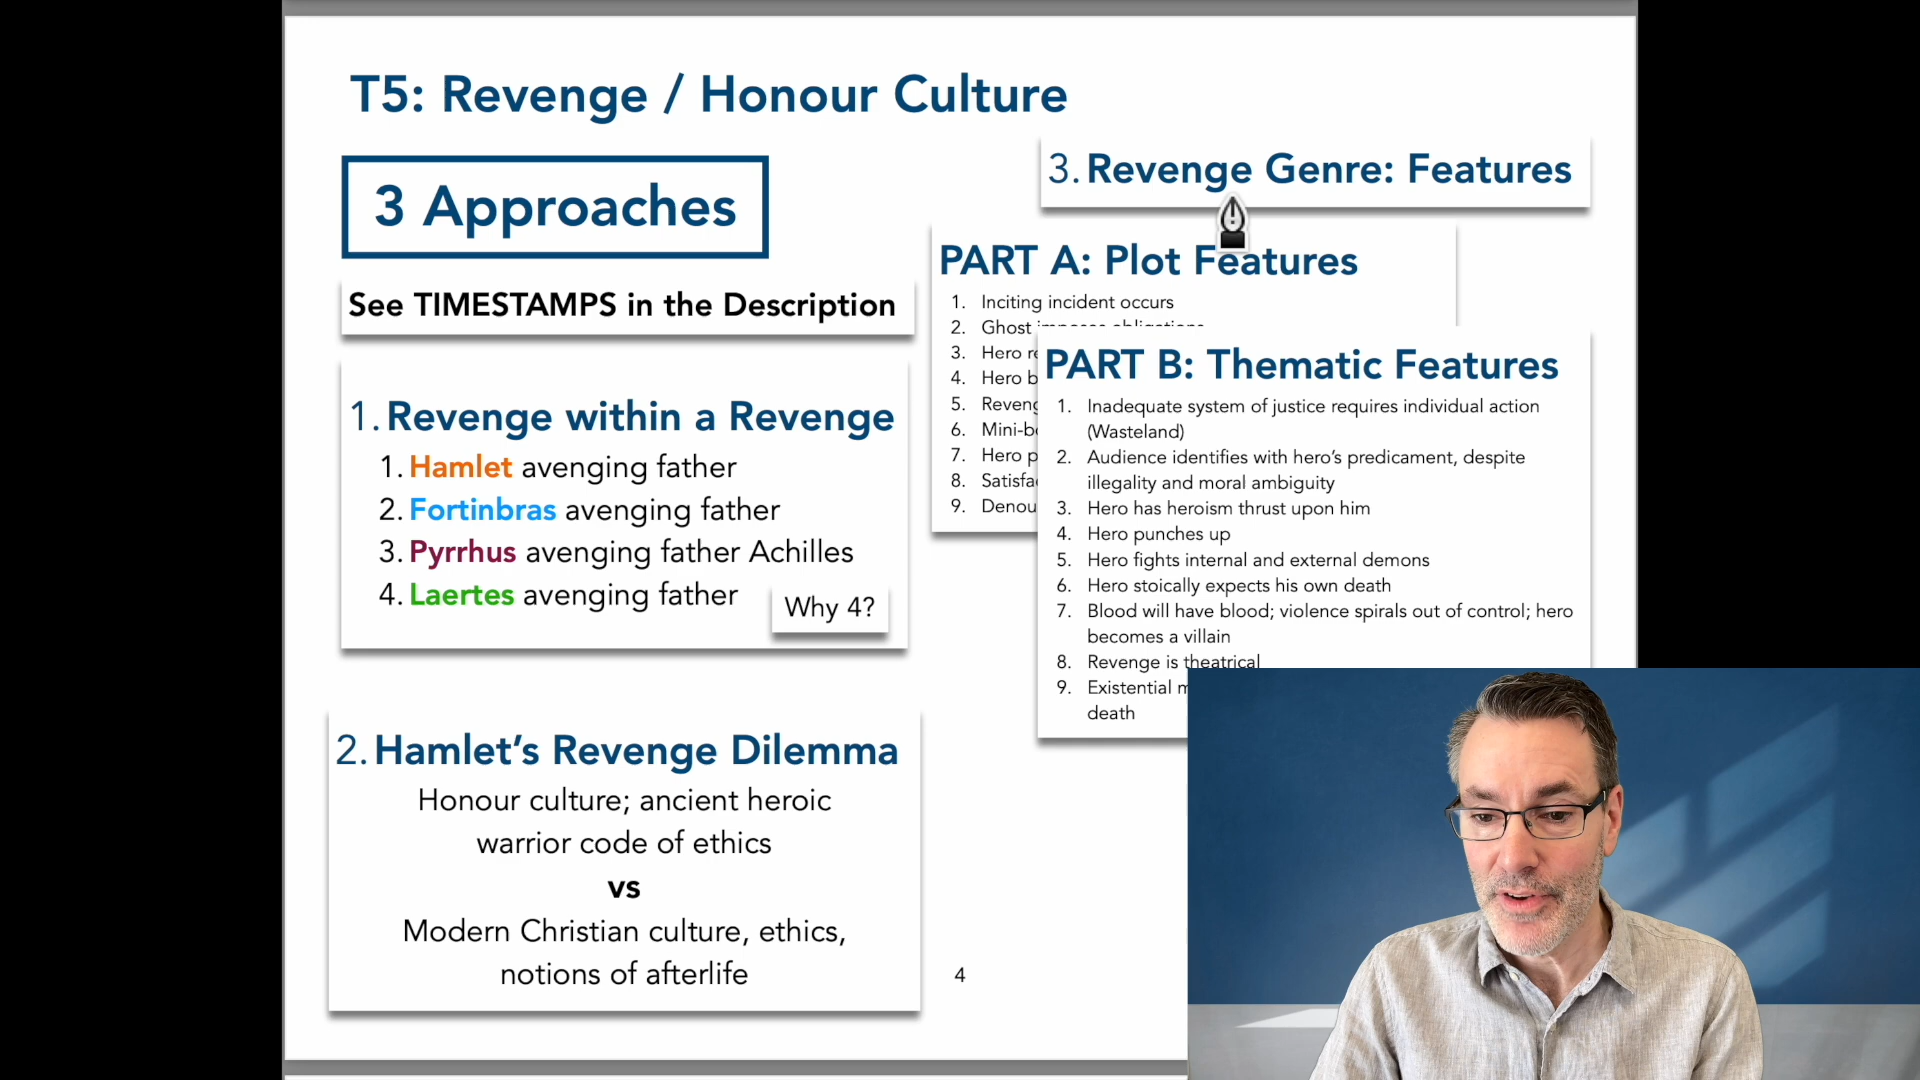 T5: Revenge / Honour Culture
3 Approaches
See TIMESTAMPS in the Description
1. Revenge within a Revenge
1. Hamlet avenging father
2. Fortinbras avenging father
3. Pyrrhus avenging father Achilles
4. Laertes avenging father
Why 4?
2. Hamlet’s Revenge Dilemma
Honour culture; ancient heroic
warrior code of ethics
vs
Modern Christian culture, ethics,
notions of afterlife
3. Revenge Genre: Features
PART A: Plot Features
1. Inciting incident occurs
2. Ghost imposes obligations
3. Hero
4. Hero
5.
6.
7. Hero
8.
9.
PART B: Thematic Features
1. Inadequate system of justice requires individual action
(Wasteland)
2. Audience identifies with hero’s predicament, despite
illegality and moral ambiguity
3. Hero has heroism thrust upon him
4. Hero punches up
5. Hero fights internal and external demons
6. Hero stoically expects his own death
7. Blood will have blood; violence spirals out of control; hero
becomes a villain
8. Revenge is theatrical
9. Existential
death
4